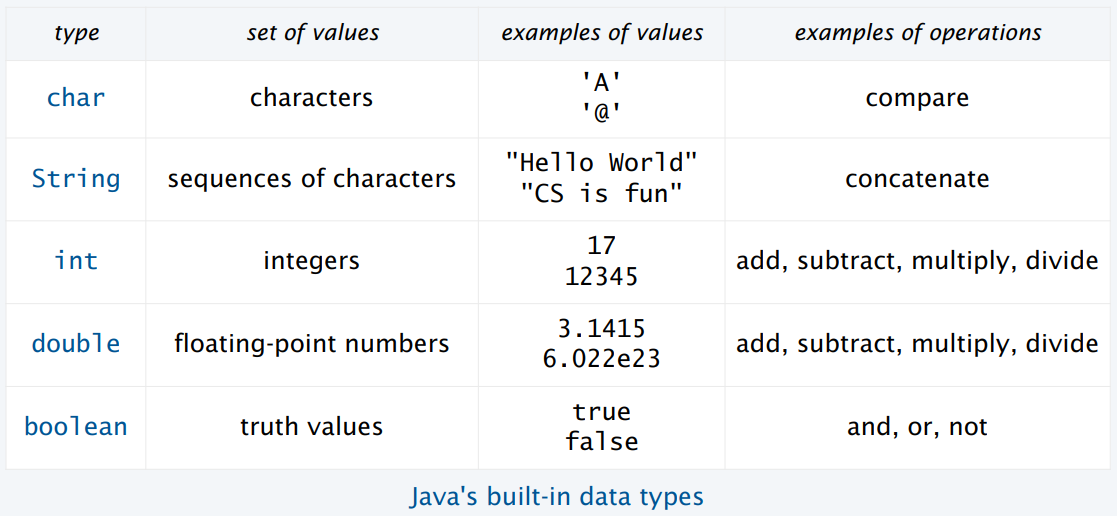 type set of values examples of values examples of operations
char characters 'A' compare
'@'
String sequences of characters "Hello World" concatenate
"CS is fun"
int integers 17 add, subtract, multiply, divide
12345
double floating-point numbers 3.1415 add, subtract, multiply, divide
6.022e23
boolean truth values true and, or, not
false
Java's built-in data types